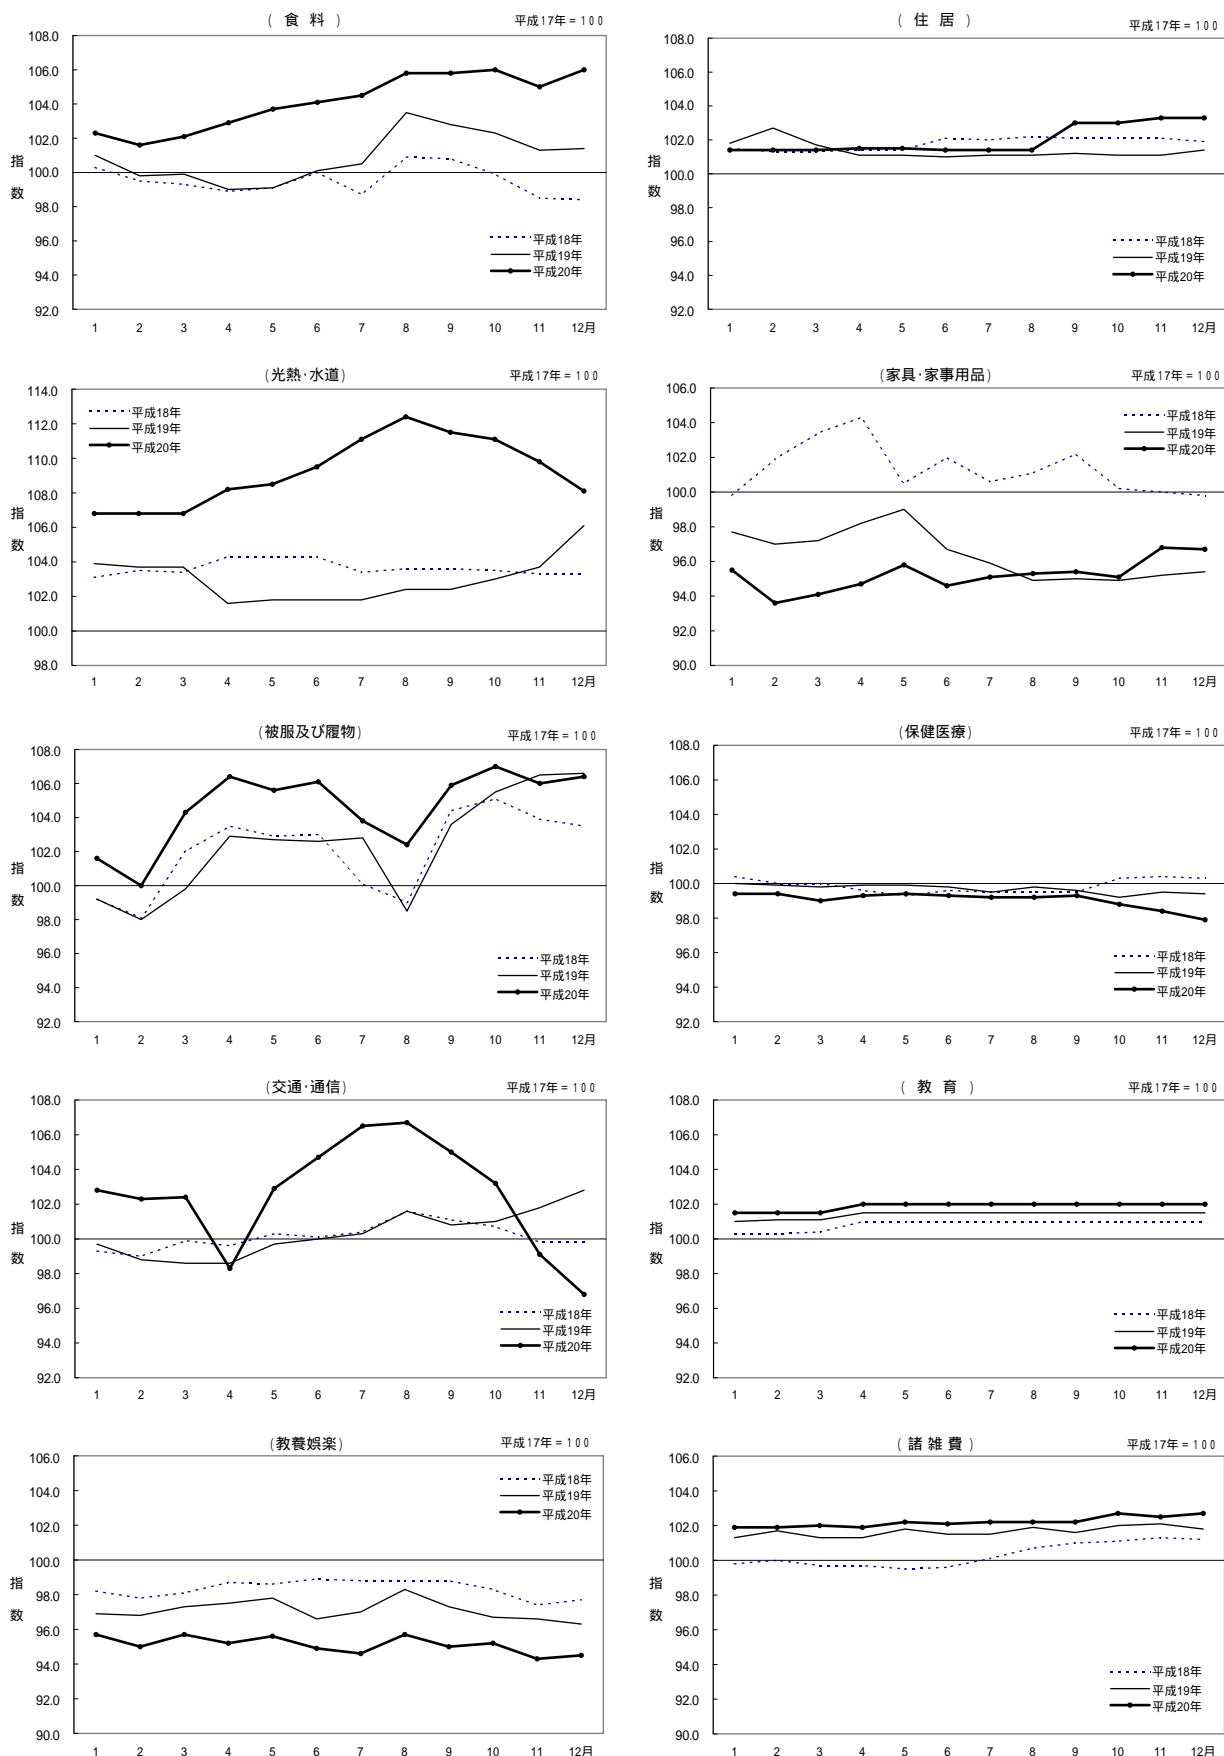 ( 食 料 )
平成17年=100
108.0
106.0
104.0
102.0
100.0
98.0
96.0
94.0
92.0
指
数
平成18年
平成19年
平成20年
1 2 3 4 5 6 7 8 9 10 11 12月
( 住 居 )
平成17年=100
108.0
106.0
104.0
102.0
100.0
98.0
96.0
94.0
92.0
平成18年
平成19年
平成20年
1 2 3 4 5 6 7 8 9 10 11 12月
(光熱・水道)
平成17年=100
114.0
112.0
110.0
108.0
106.0
104.0
102.0
100.0
98.0
指
数
平成18年
平成19年
平成20年
1 2 3 4 5 6 7 8 9 10 11 12月
(家具・家事用品)
平成17年=100
106.0
104.0
102.0
100.0
98.0
96.0
94.0
92.0
90.0
指
数
平成18年
平成19年
平成20年
1 2 3 4 5 6 7 8 9 10 11 12月
(被服及び履物)
平成17年=100
108.0
106.0
104.0
102.0
100.0
98.0
96.0
94.0
92.0
指
数
平成18年
平成19年
平成20年
1 2 3 4 5 6 7 8 9 10 11 12月
(保健医療)
平成17年=100
108.0
106.0
104.0
102.0
100.0
98.0
96.0
94.0
92.0
指
数
平成18年
平成19年
平成20年
1 2 3 4 5 6 7 8 9 10 11 12月
(交通・通信)
平成17年=100
108.0
106.0
104.0
102.0
100.0
98.0
96.0
94.0
92.0
指
数
平成18年
平成19年
平成20年
1 2 3 4 5 6 7 8 9 10 11 12月
( 教 育 )
平成17年=100
108.0
106.0
104.0
102.0
100.0
98.0
96.0
94.0
92.0
指
数
平成18年
平成19年
平成20年
1 2 3 4 5 6 7 8 9 10 11 12月
(教養娯楽)
平成17年=100
106.0
104.0
102.0
100.0
98.0
96.0
94.0
92.0
90.0
指
数
平成18年
平成19年
平成20年
1 2 3 4 5 6 7 8 9 10 11 12月
( 諸 雑 費 )
平成17年=100
106.0
104.0
102.0
100.0
98.0
96.0
94.0
92.0
90.0
指
数
平成18年
平成19年
平成20年
1 2 3 4 5 6 7 8 9 10 11 12月